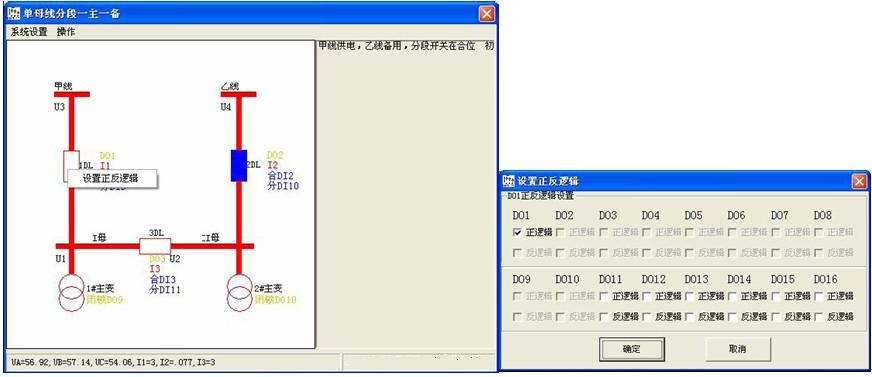 单母线分段一主一备
系统设置 操作
甲线供电，乙线备用，分段开关在合位 初
甲线 乙线
U3 U4
DO1 DO2
1DL I1 2DL I2
设置正反逻辑 合DI2
分DI10
3DL
I母 II母
U1 DO3 U2
I3
1#主变 合DI3 2#主变
闭锁DO9 分DI11 闭锁DO10
UA=56.92,UB=57.14,UC=54.06,I1=3,I2=.077,I3=3
设置正反逻辑
DO1正反逻辑设置
DO1 DO2 DO3 DO4 DO5 DO6 DO7 DO8
正逻辑 正逻辑 正逻辑 正逻辑 正逻辑 正逻辑 正逻辑 正逻辑
反逻辑 反逻辑 反逻辑 反逻辑 反逻辑 反逻辑 反逻辑 反逻辑
DO9 DO10 DO11 DO12 DO13 DO14 DO15 DO16
正逻辑 正逻辑 正逻辑 正逻辑 正逻辑 正逻辑 正逻辑 正逻辑
反逻辑 反逻辑 反逻辑 反逻辑 反逻辑 反逻辑 反逻辑 反逻辑
确定 取消